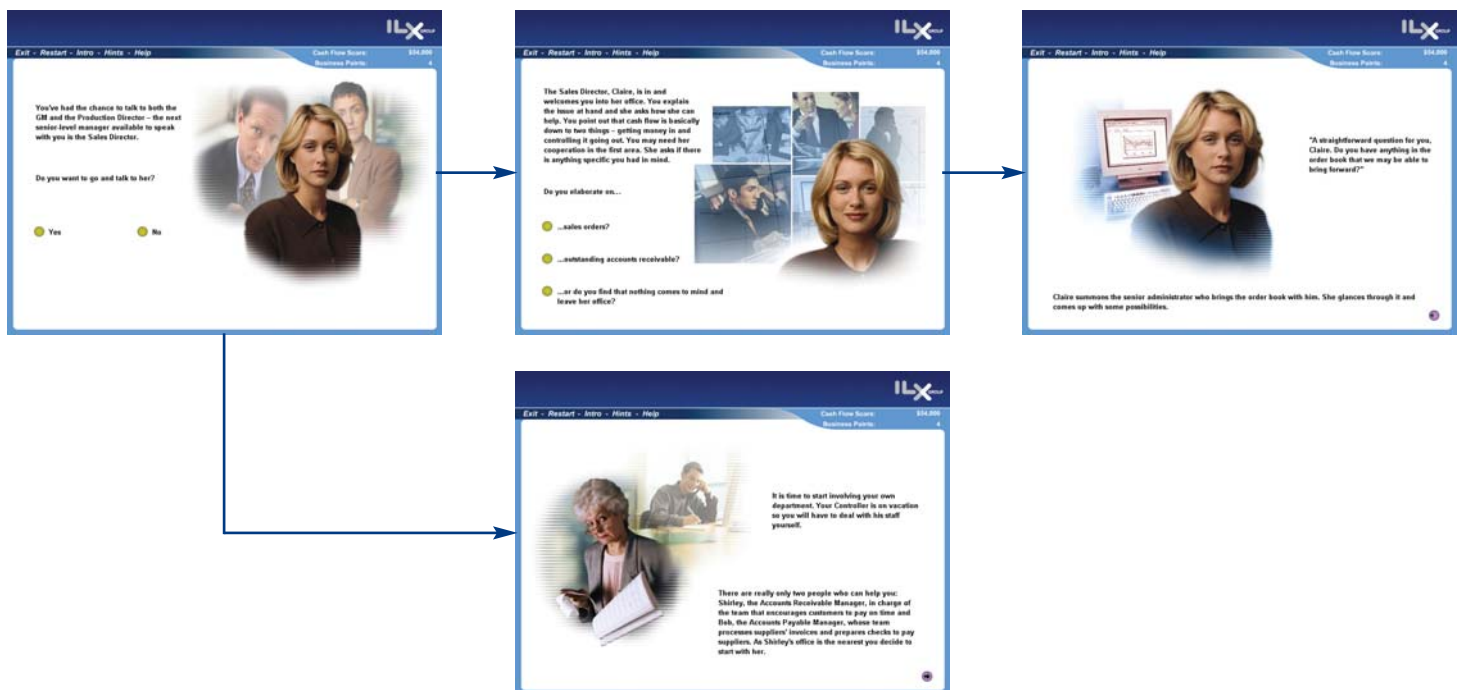 ILX GROUP
Exit - Restart - Intro - Hints - Help
Cash Flow Score: $54,000
Business Points: 4
You've had the chance to talk to both the
GM and the Production Director – the next
senior-level manager available to speak
with you is the Sales Director.
Do you want to go and talk to her?
Yes
No
ILX GROUP
Exit - Restart - Intro - Hints - Help
Cash Flow Score: $54,000
Business Points: 4
The Sales Director, Claire, is in and
welcomes you into her office. You explain
the issue at hand and she asks how she can
help. You point out that cash flow is basically
down to two things – getting money in and
controlling it going out. You may need her
cooperation in the first area. She asks if there
is anything specific you had in mind.
Do you elaborate on...
...sales orders?
...outstanding accounts receivable?
...or do you find that nothing comes to mind and
leave her office?
ILX GROUP
Exit - Restart - Intro - Hints - Help
Cash Flow Score: $54,000
Business Points: 4
"A straightforward question for you,
Claire. Do you have anything in the
order book that we may be able to
bring forward?"
Claire summons the senior administrator who brings the order book with him. She glances through it and
comes up with some possibilities.
ILX GROUP
Exit - Restart - Intro - Hints - Help
Cash Flow Score: $54,000
Business Points: 4
It is time to start involving your own
department. Your Controller is on vacation
so you will have to deal with his staff
yourself.
There are really only two people who can help you:
Shirley, the Accounts Receivable Manager, in charge of
the team that encourages customers to pay on time and
Bob, the Accounts Payable Manager, whose team
processes suppliers' invoices and prepares checks to pay
suppliers. As Shirley's office is the nearest you decide to
start with her.